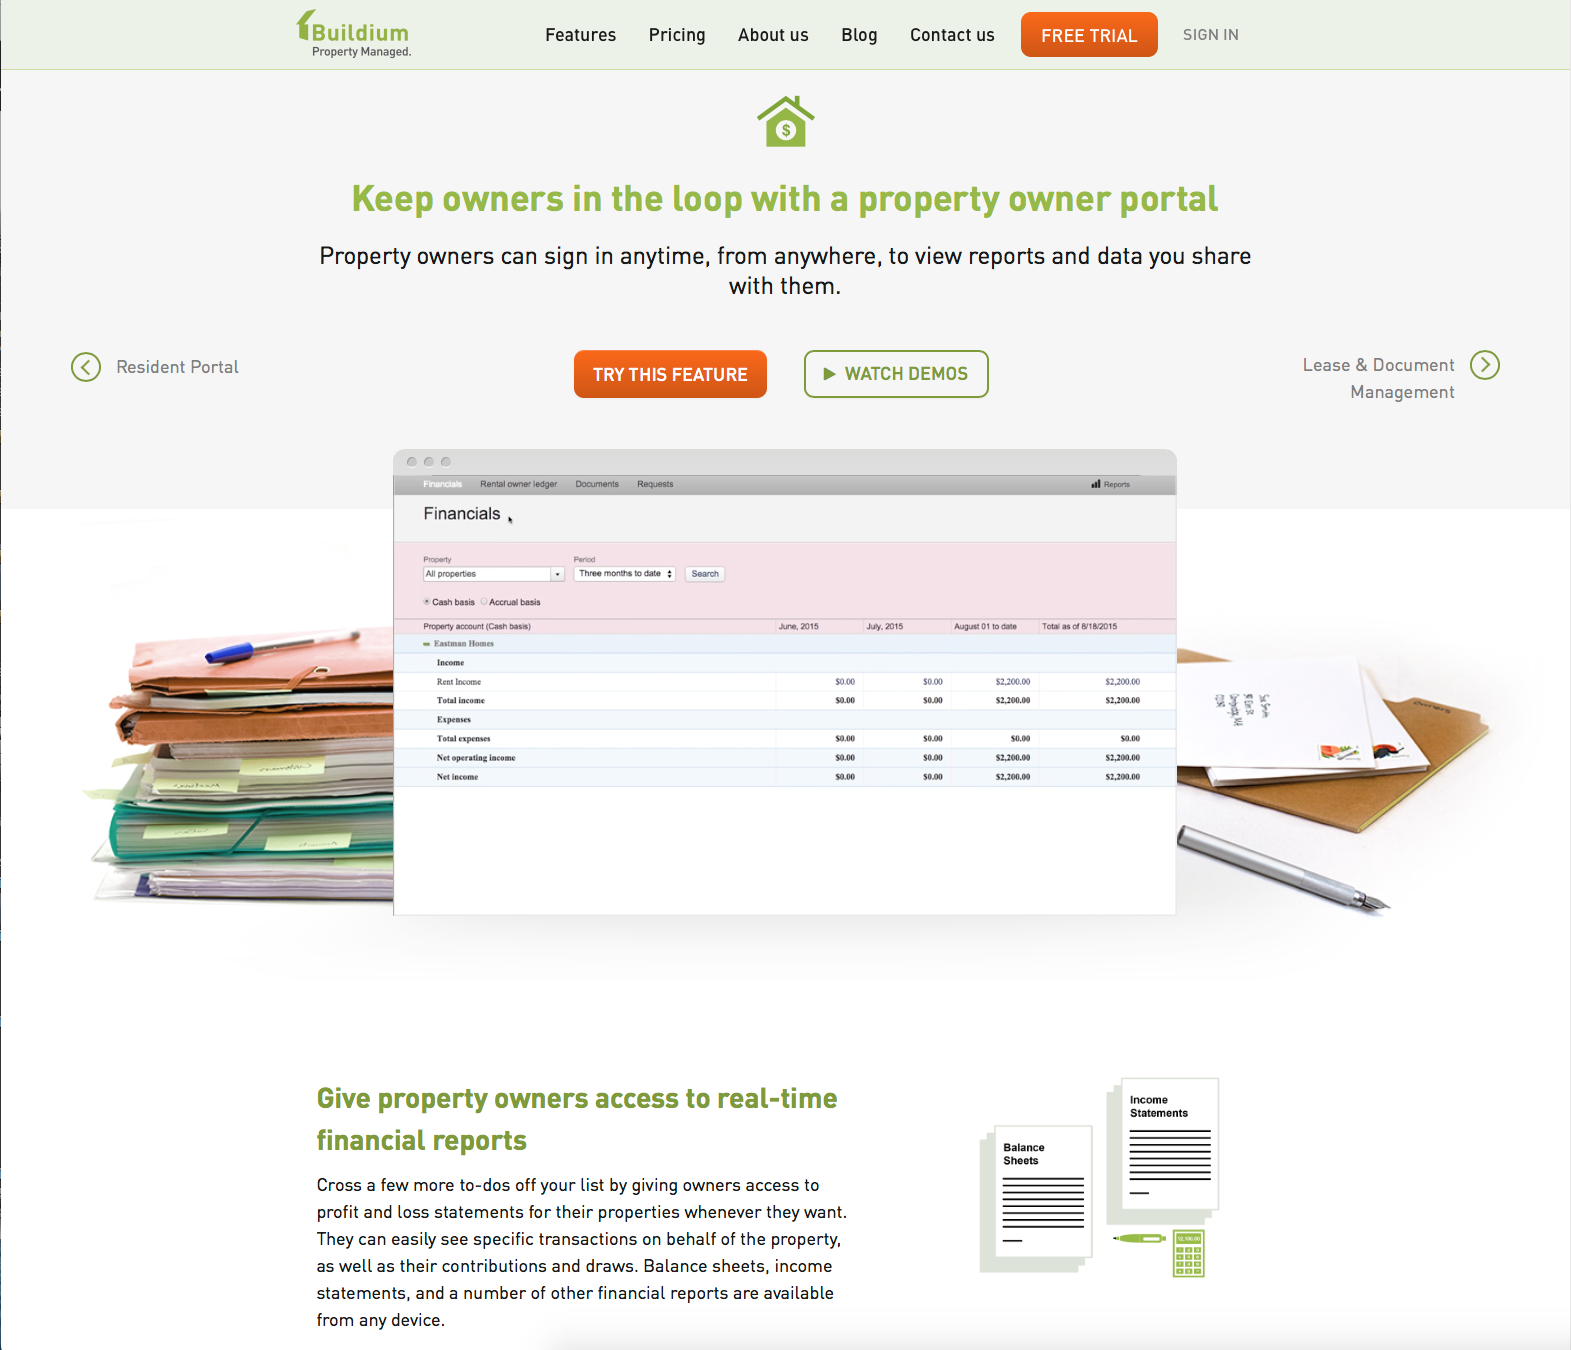 Buildium
Property Managed.
Features
Pricing
About us
Blog
Contact us
FREE TRIAL
SIGN IN
$
Keep owners in the loop with a property owner portal
Property owners can sign in anytime, from anywhere, to view reports and data you share
with them.
Resident Portal
TRY THIS FEATURE
WATCH DEMOS
Lease & Document
Management
Financials
Rental owner ledger
Documents
Requests
Reports
Financials
Property
Period
All properties
Three months to date
Search
Cash basis
Accrual basis
Property account (Cash basis) June, 2015 July, 2015 August 01 to date Total as of 8/18/2015
Eastman Homes
Income
Rent Income $0.00 $0.00 $2,200.00 $2,200.00
Total income $0.00 $0.00 $2,200.00 $2,200.00
Expenses
Total expenses $0.00 $0.00 $0.00 $0.00
Net operating income $0.00 $0.00 $2,200.00 $2,200.00
Net income $0.00 $0.00 $2,200.00 $2,200.00
Owners
Give property owners access to real-time
financial reports
Cross a few more to-dos off your list by giving owners access to
profit and loss statements for their properties whenever they want.
They can easily see specific transactions on behalf of the property,
as well as their contributions and draws. Balance sheets, income
statements, and a number of other financial reports are available
from any device.
Income
Statements
Balance
Sheets